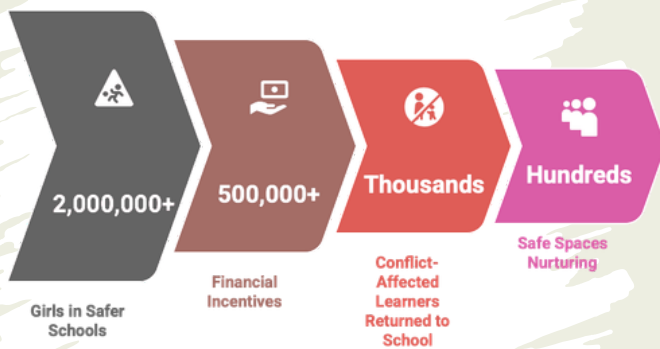 2,000,000+
Girls in Safer
Schools
500,000+
Financial
Incentives
Thousands
Conflict-
Affected
Learners
Returned to
School
Hundreds
Safe Spaces
Nurturing